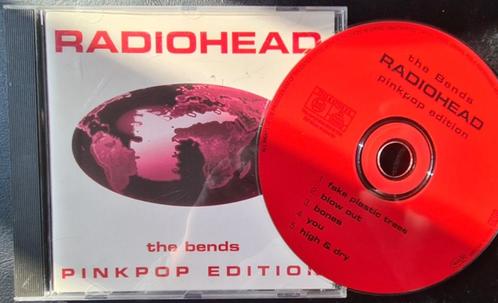 RADIOHEAD
the bends
PINKPOP EDITION
the Bends
RADIOHEAD
pinkpop edition
1 fake plastic trees
2 blow out
3 bones
4 you
5 high & dry